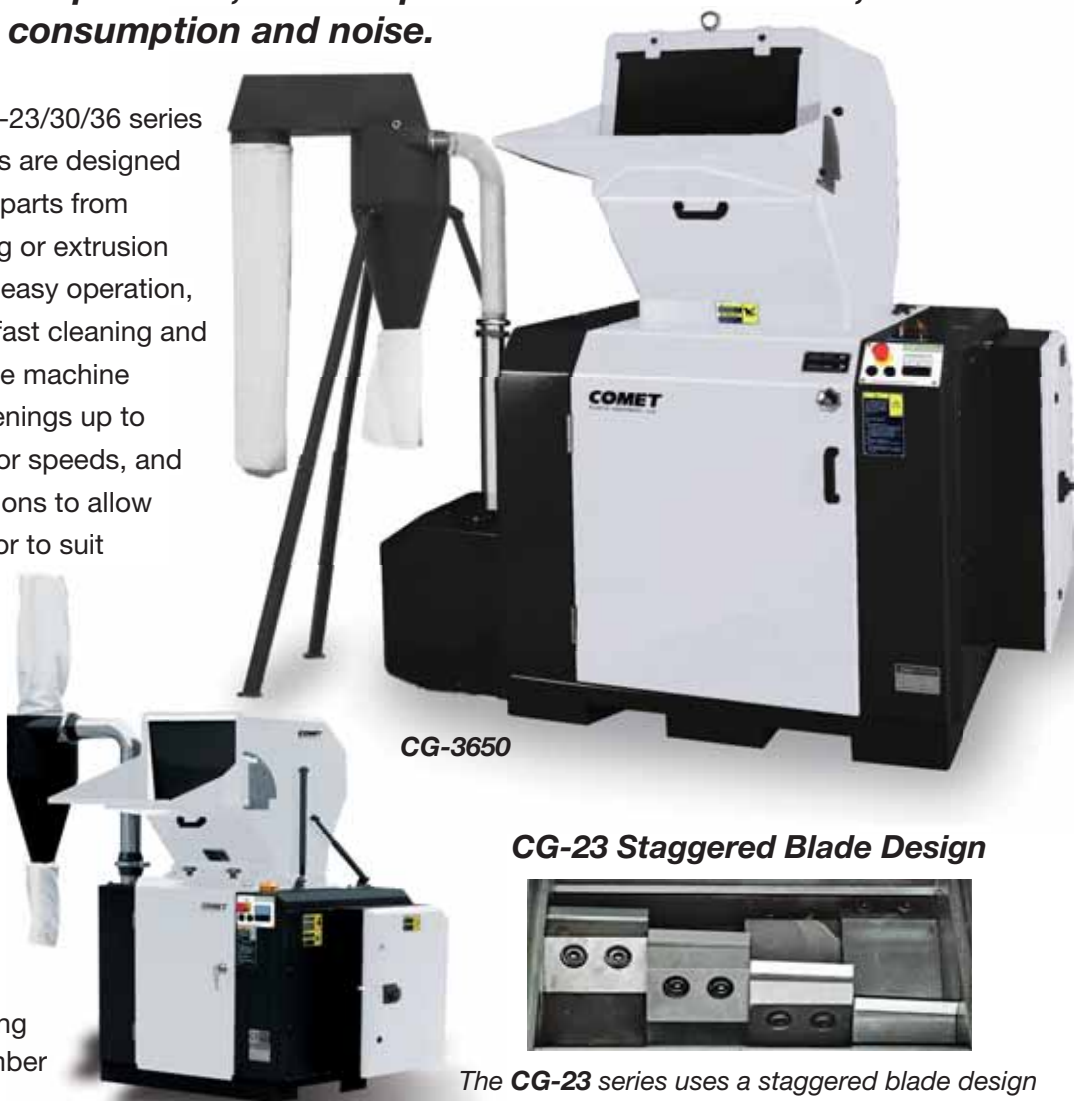 consumption and noise.
-23/30/36 series
s are designed
parts from
g or extrusion
easy operation,
fast cleaning and
e machine
enings up to
or speeds, and
ons to allow
or to suit
COMET
CG-3650
COMET
COMET
CG-23 Staggered Blade Design
ng
mber
The CG-23 series uses a staggered blade design